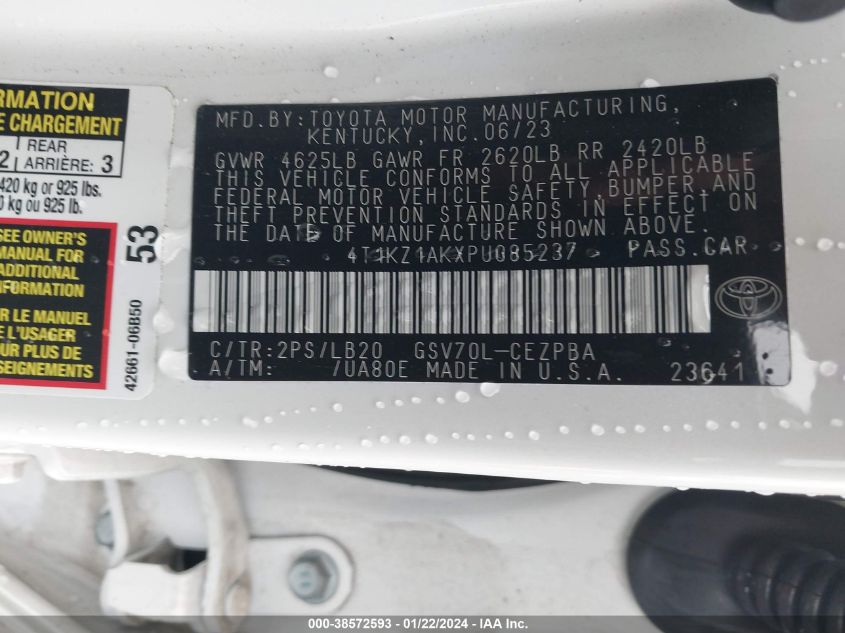 RMATION
E CHARGEMENT
2
REAR
ARRIÈRE: 3
420 kg or 925 lbs.
0 kg ou 925 lb.
SEE OWNER'S
MANUAL FOR
ADDITIONAL
INFORMATION
R LE MANUEL
L'USAGER
R PLUS
SEIGNEMENTS
53
42661-06B50
MFD.BY:TOYOTA MOTOR MANUFACTURING,
KENTUCKY, INC.06/23
GVWR 4625LB GAWR FR 2620LB RR 2420LB
THIS VEHICLE CONFORMS TO ALL APPLICABLE
FEDERAL MOTOR VEHICLE SAFETY, BUMPER, AND
THEFT PREVENTION STANDARDS IN EFFECT ON
THE DATE OF MANUFACTURE SHOWN ABOVE.
4T1KZ1AKXPU085237 PASS.CAR
C/TR:2PS/LB20 GSV70L-CEZPBA
A/TM: /UA80E MADE IN U.S.A. 23641
000-38572593 - 01/22/2024 - IAAI.com